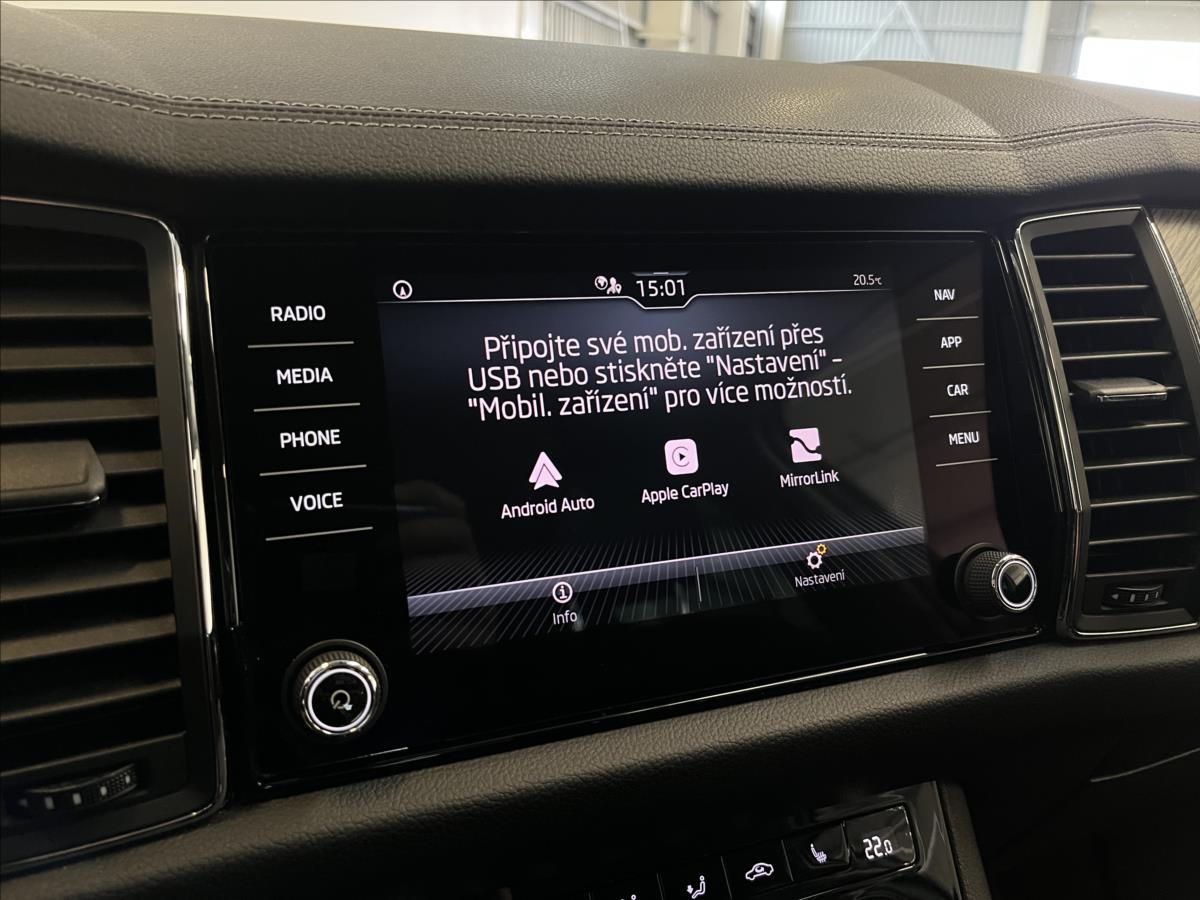 15:01
20.5°C
RADIO
MEDIA
PHONE
VOICE
Připojte své mob. zařízení přes
USB nebo stiskněte "Nastavení" -
"Mobil. zařízení" pro více možností.
Android Auto
Apple CarPlay
MirrorLink
Info
Nastavení
NAV
APP
CAR
MENU
22.0